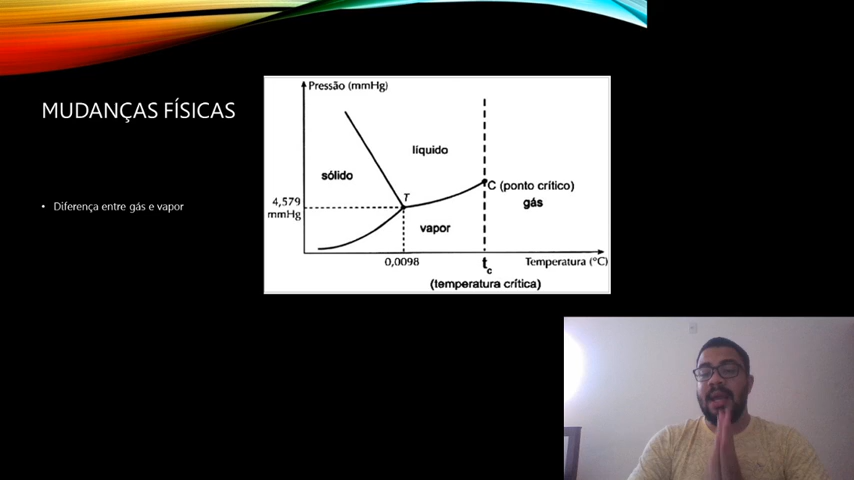 MUDANÇAS FÍSICAS
• Diferença entre gás e vapor
Pressão (mmHg)
líquido
sólido
T
C (ponto crítico)
gás
4,579
mmHg
vapor
0,0098
tc
Temperatura (°C)
(temperatura crítica)